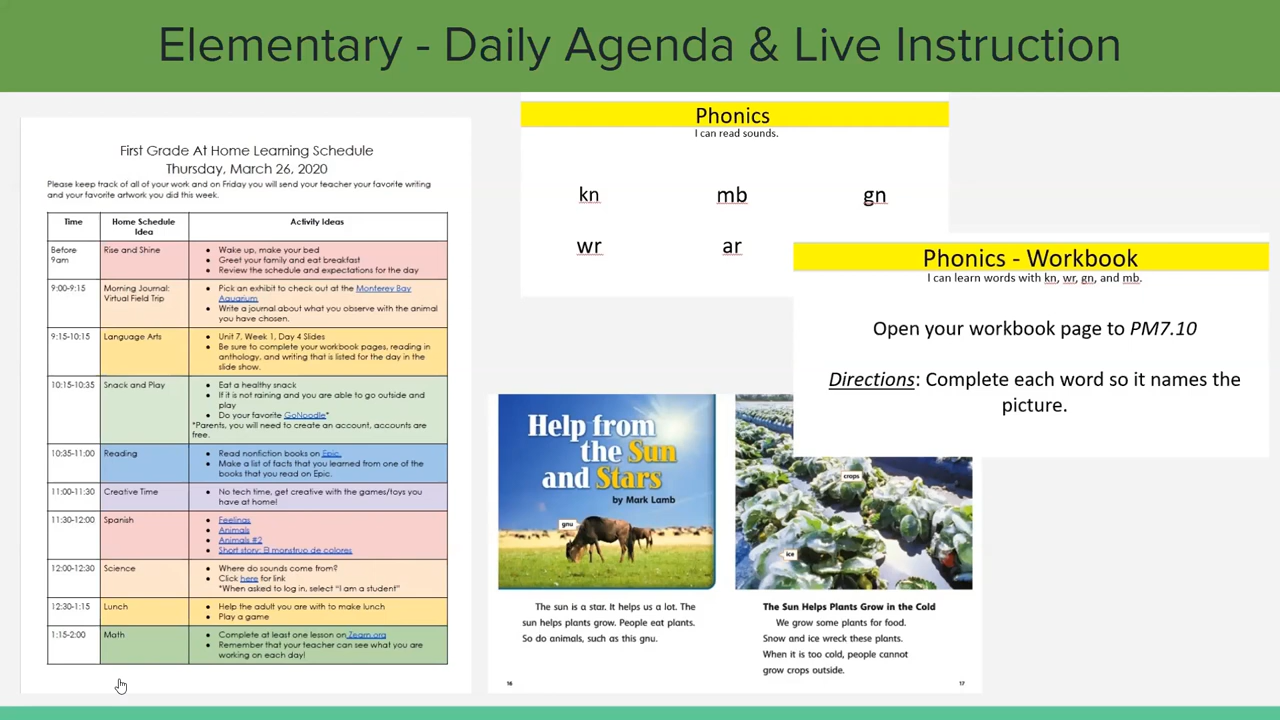 Elementary - Daily Agenda & Live Instruction
First Grade At Home Learning Schedule
Thursday, March 26, 2020
Please keep track of all of your work and on Friday you will send your teacher your favorite writing
and your favorite artwork you did this week.
Time
Home Schedule
Idea
Activity Ideas
Before
9am
Rise and Shine
Wake up, make your bed
Greet your family and eat breakfast
Review the schedule and expectations for the day
9:00-9:15
Morning Journal:
Virtual Field Trip
Pick an exhibit to check out at the Monterey Bay
Aquarium
Write a journal about what you observe with the animal
you have chosen.
9:15-10:15
Language Arts
Unit 7, Week 1, Day 4 Slides
Be sure to complete your workbook pages, reading in
anthology, and writing that is listed for the day in the
slide show.
10:15-10:35
Snack and Play
Eat a healthy snack
If it is not raining and you are able to go outside and
play
Do your favorite GoNoodle*
*Parents, you will need to create an account, accounts are
free.
10:35-11:00
Reading
Read nonfiction books on Epic.
Make a list of facts that you learned from one of the
books that you read on Epic.
11:00-11:30
Creative Time
No tech time, get creative with the games/toys you
have at home!
11:30-12:00
Spanish
Feelings
Animals
Animals #2
Short story: El monstruo de colores
12:00-12:30
Science
Where do sounds come from?
Click here for link
*When asked to log in, select "I am a student"
12:30-1:15
Lunch
Help the adult you are with to make lunch
Play a game
1:15-2:00
Math
Complete at least one lesson on Zearn.org
Remember that your teacher can see what you are
working on each day!
Phonics
I can read sounds.
kn mb gn
wr ar
Phonics - Workbook
I can learn words with kn, wr, gn, and mb.
Open your workbook page to PM7.10
Directions: Complete each word so it names the
picture.
Help from
the Sun
and Stars
by Mark Lamb
gnu
The sun is a star. It helps us a lot. The
sun helps plants grow. People eat plants.
So do animals, such as this gnu.
16
crops
ice
The Sun Helps Plants Grow in the Cold
We grow some plants for food.
Snow and ice wreck these plants.
When it is too cold, people cannot
grow crops outside.
17